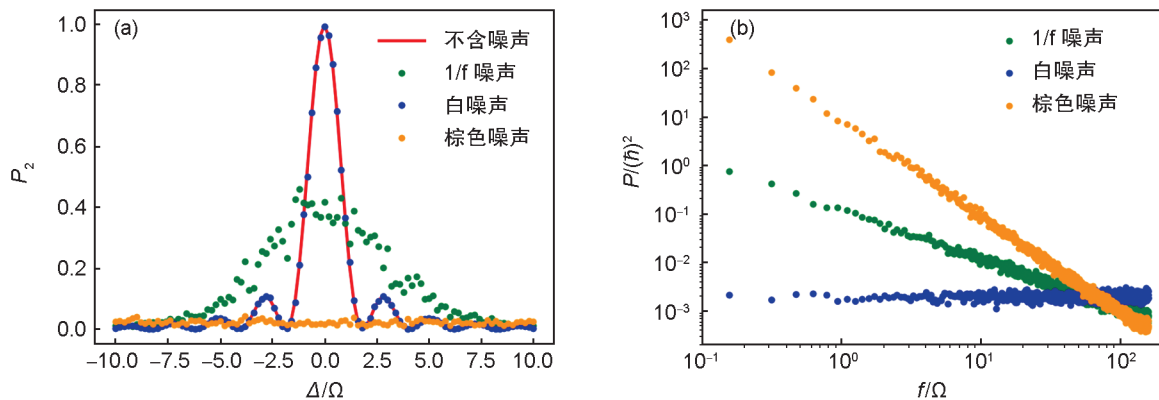 (a)
不含噪声
1/f 噪声
白噪声
棕色噪声
P₂
1.0
0.8
0.6
0.4
0.2
0.0
−10.0 −7.5 −5.0 −2.5 0.0 2.5 5.0 7.5 10.0
Δ/Ω
(b)
1/f 噪声
白噪声
棕色噪声
P/(ℏ)²
10³
10²
10¹
10⁰
10⁻¹
10⁻²
10⁻³
10⁻¹ 10⁰ 10¹ 10²
f/Ω